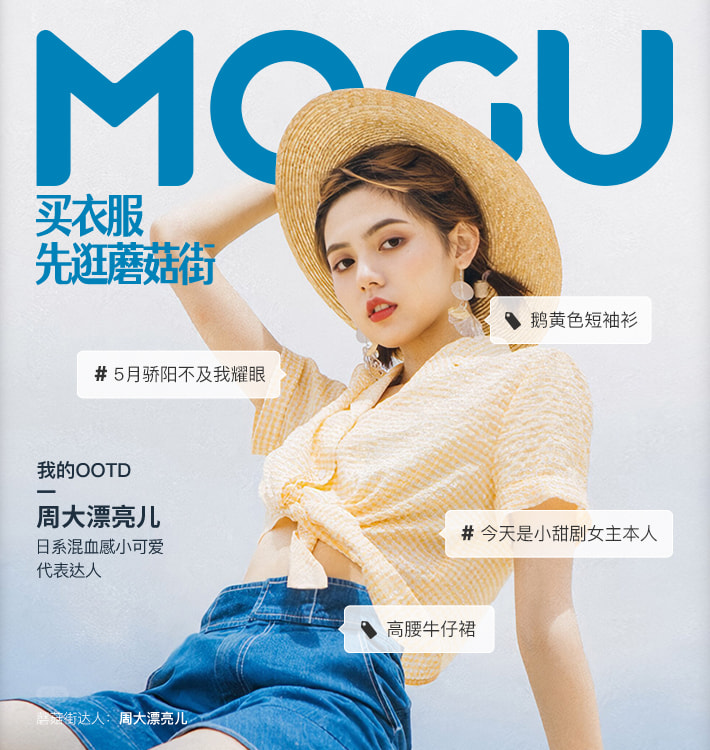 MOGU
买衣服
先逛蘑菇街
鹅黄色短袖衫
# 5月骄阳不及我耀眼
我的OOTD
周大漂亮儿
日系混血感小可爱
代表达人
# 今天是小甜剧女主本人
高腰牛仔裙
蘑菇街达人：周大漂亮儿